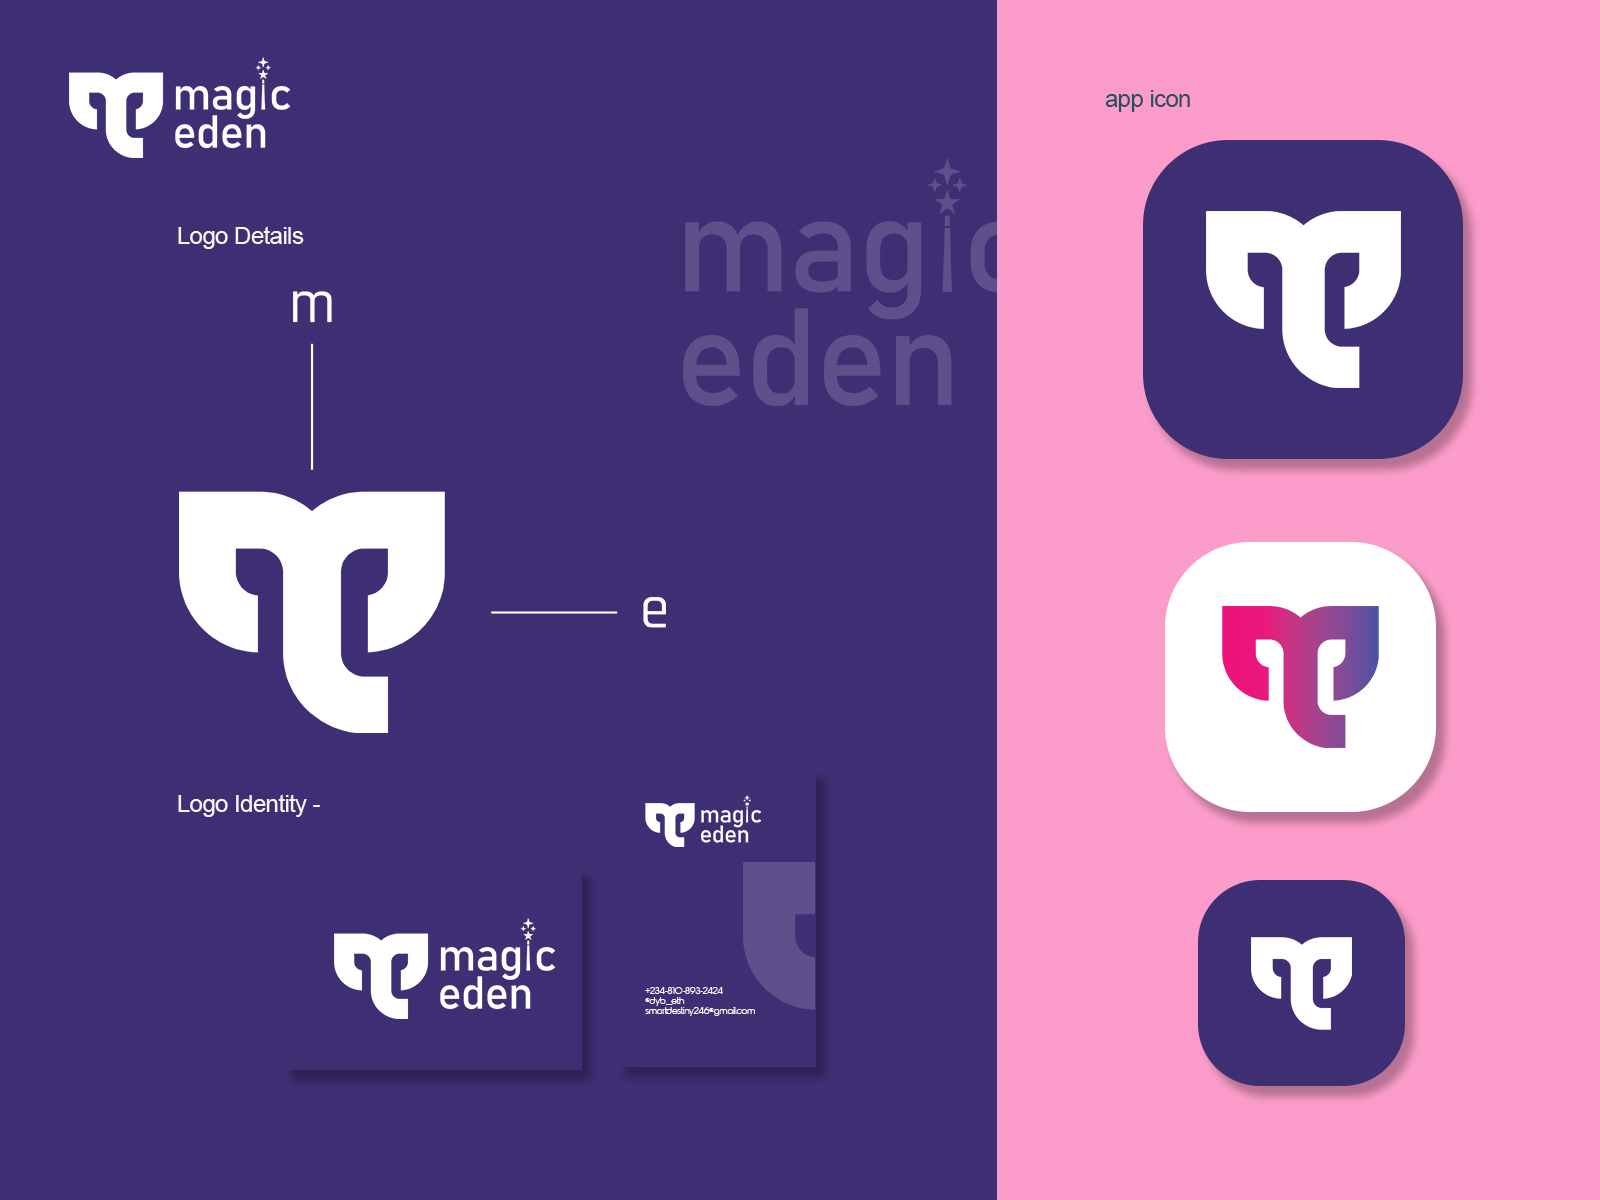 magic
eden
Logo Details
m
magic
eden
e
Logo Identity -
magic
eden
magic
eden
+234-810-893-2424
@dyb_eth
smartdestiny246@gmail.com
app icon